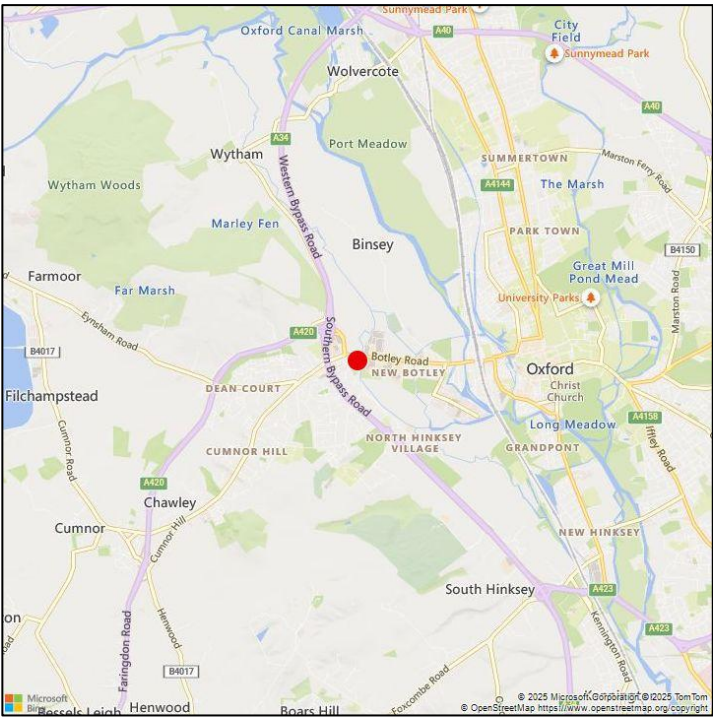 Sunnymead Park
Oxford Canal Marsh
A40
City
Field
Sunnymead Park
Wolvercote
A40
A34
Port Meadow
Wytham
SUMMERTOWN
Marston Ferry Road
Western Bypass Road
Wytham Woods
A4144
The Marsh
Marley Fen
PARK TOWN
Binsey
B4150
Great Mill
Pond Mead
Farmoor
Far Marsh
University Parks
Marston Road
Eynsham Road
A420
Southern Bypass Road
B4017
Botley Road
NEW BOTLEY
Oxford
Christ
Church
DEAN COURT
Filchampstead
A4158
Long Meadow
Iffley Road
Cumnor Road
NORTH HINKSEY
VILLAGE
CUMNOR HILL
GRANDPONT
A420
Chawley
Cumnor
Cumnor Hill
NEW HINKSEY
South Hinksey
A423
Faringdon Road
Henwood
Kennington Road
A423
on
B4017
Foxcombe Road
Microsoft
Bing
Bessels Leigh
Henwood
Boars Hill
© 2025 Microsoft Corporation © 2025 TomTom
© OpenStreetMap https://www.openstreetmap.org/copyright